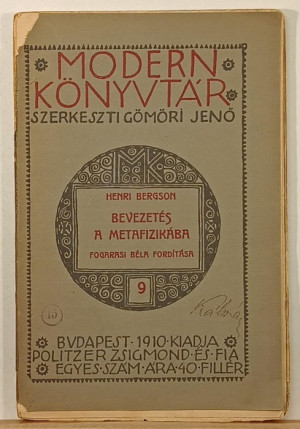 MODERN
KÖNYVTÁR
SZERKESZTI GÖMÖRI JENŐ
MK
HENRI BERGSON
BEVEZETÉS
A METAFIZIKÁBA
FOGARASI BÉLA FORDÍTÁSA
9
BUDAPEST · 1910 · KIADJA
POLITZER · ZSIGMOND · ÉS · FIA
EGYES · SZÁM · ÁRA · 40 · FILLÉR